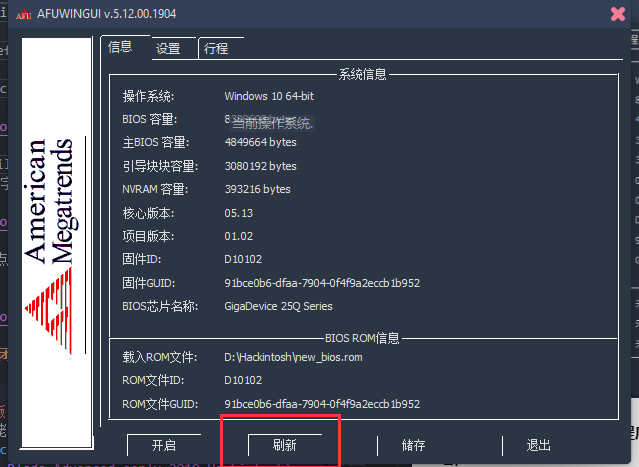 AFU AFUWINGUI v.5.12.00.1904
信息 设置 行程
系统信息
操作系统: Windows 10 64-bit
BIOS 容量: bytes
当前操作系统.
主BIOS 容量: 4849664 bytes
引导块块容量: 3080192 bytes
NVRAM 容量: 393216 bytes
核心版本: 05.13
项目版本: 01.02
固件ID: D10102
固件GUID: 91bce0b6-dfaa-7904-0f4f9a2eccb1b952
BIOS芯片名称: GigaDevice 25Q Series
BIOS ROM信息
载入ROM文件: D:\Hackintosh\new_bios.rom
ROM文件ID: D10102
ROM文件GUID: 91bce0b6-dfaa-7904-0f4f9a2eccb1b952
American
Megatrends
开启 刷新 储存 退出